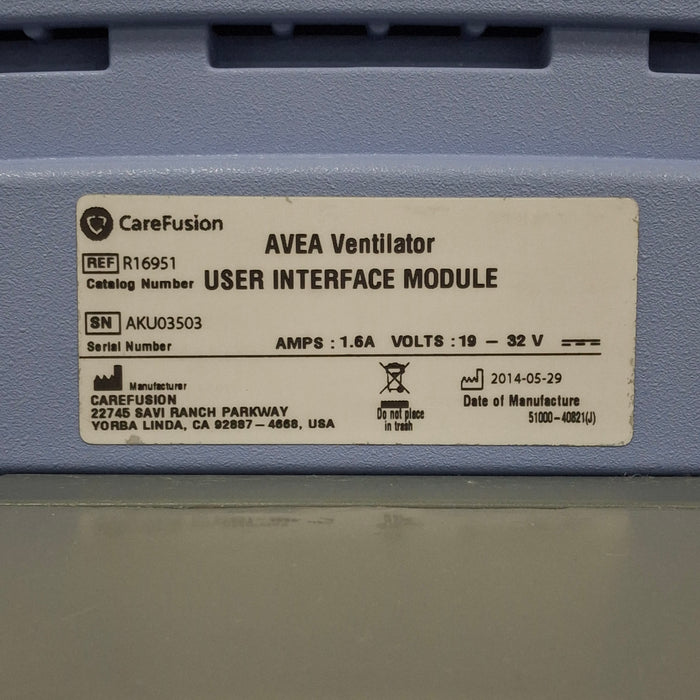 CareFusion
AVEA Ventilator
REF R16951
Catalog Number USER INTERFACE MODULE
SN AKU03503
Serial Number AMPS : 1.6A VOLTS : 19 – 32 V
Manufacturer
2014-05-29
CAREFUSION
22745 SAVI RANCH PARKWAY
YORBA LINDA, CA 92887–4668, USA
Do not place
in trash
Date of Manufacture
51000–40821(J)